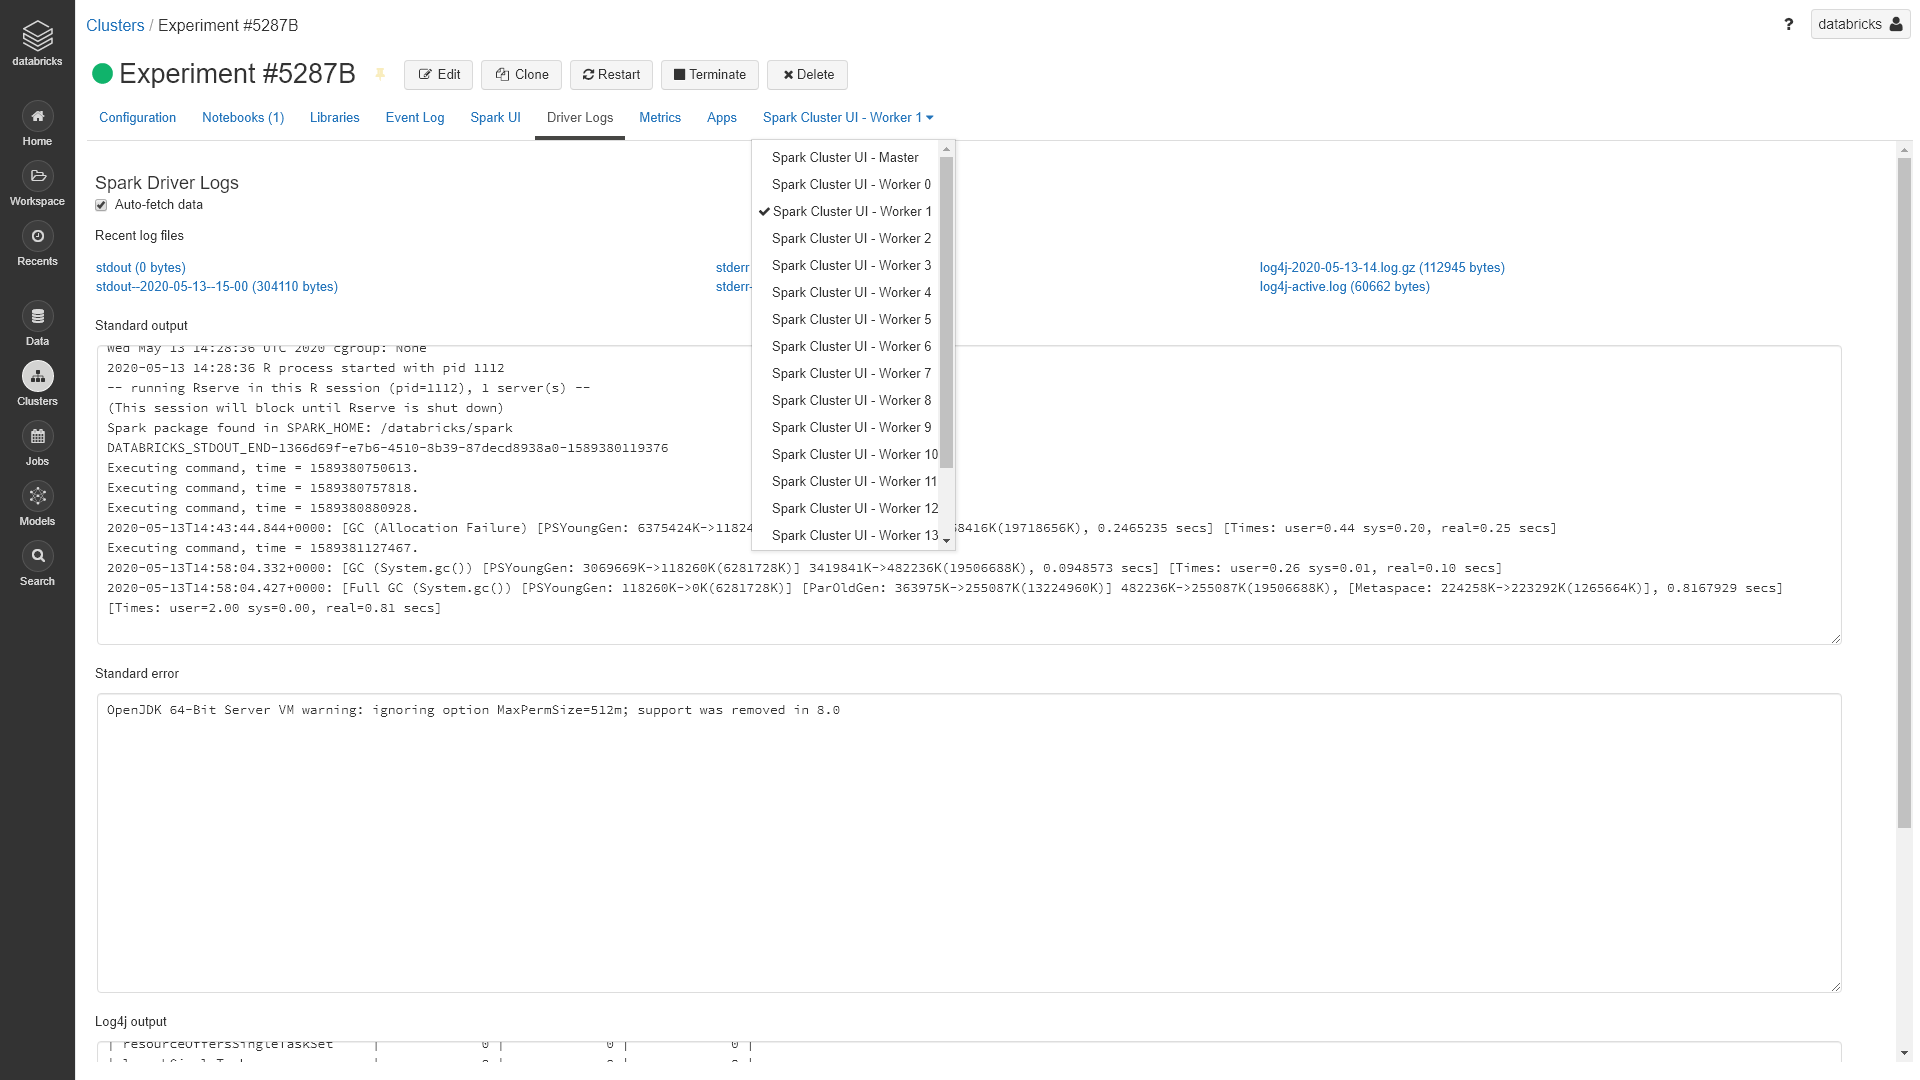 databricks
Home
Workspace
Recents
Data
Clusters
Jobs
Models
Search
Clusters / Experiment #5287B
? databricks
Experiment #5287B Edit Clone Restart Terminate Delete
Configuration Notebooks (1) Libraries Event Log Spark UI Driver Logs Metrics Apps Spark Cluster UI - Worker 1
Spark Cluster UI - Master
Spark Cluster UI - Worker 0
Spark Cluster UI - Worker 1
Spark Cluster UI - Worker 2
Spark Cluster UI - Worker 3
Spark Cluster UI - Worker 4
Spark Cluster UI - Worker 5
Spark Cluster UI - Worker 6
Spark Cluster UI - Worker 7
Spark Cluster UI - Worker 8
Spark Cluster UI - Worker 9
Spark Cluster UI - Worker 10
Spark Cluster UI - Worker 11
Spark Cluster UI - Worker 12
Spark Cluster UI - Worker 13
Spark Driver Logs
Auto-fetch data
Recent log files
stdout (0 bytes) stderr log4j-2020-05-13-14.log.gz (112945 bytes)
stdout--2020-05-13--15-00 (304110 bytes) stderr- log4j-active.log (60662 bytes)
Standard output
Wed May 13 14:28:36 UTC 2020 cgroup: None
2020-05-13 14:28:36 R process started with pid 1112
-- running Rserve in this R session (pid=1112), 1 server(s) --
(This session will block until Rserve is shut down)
Spark package found in SPARK_HOME: /databricks/spark
DATABRICKS_STDOUT_END-1366d69f-e7b6-4510-8b39-87decd8938a0-1589380119376
Executing command, time = 1589380750613.
Executing command, time = 1589380757818.
Executing command, time = 1589380880928.
2020-05-13T14:43:44.844+0000: [GC (Allocation Failure) [PSYoungGen: 6375424K->11824 8416K(19718656K), 0.2465235 secs] [Times: user=0.44 sys=0.20, real=0.25 secs]
Executing command, time = 1589381127467.
2020-05-13T14:58:04.332+0000: [GC (System.gc()) [PSYoungGen: 3069669K->118260K(6281728K)] 3419841K->482236K(19506688K), 0.0948573 secs] [Times: user=0.26 sys=0.01, real=0.10 secs]
2020-05-13T14:58:04.427+0000: [Full GC (System.gc()) [PSYoungGen: 118260K->0K(6281728K)] [ParOldGen: 363975K->255087K(13224960K)] 482236K->255087K(19506688K), [Metaspace: 224258K->223292K(1265664K)], 0.8167929 secs]
[Times: user=2.00 sys=0.00, real=0.81 secs]
Standard error
OpenJDK 64-Bit Server VM warning: ignoring option MaxPermSize=512m; support was removed in 8.0
Log4j output
| resourceOffersSingleTaskSet | 0 | 0 | 0 |